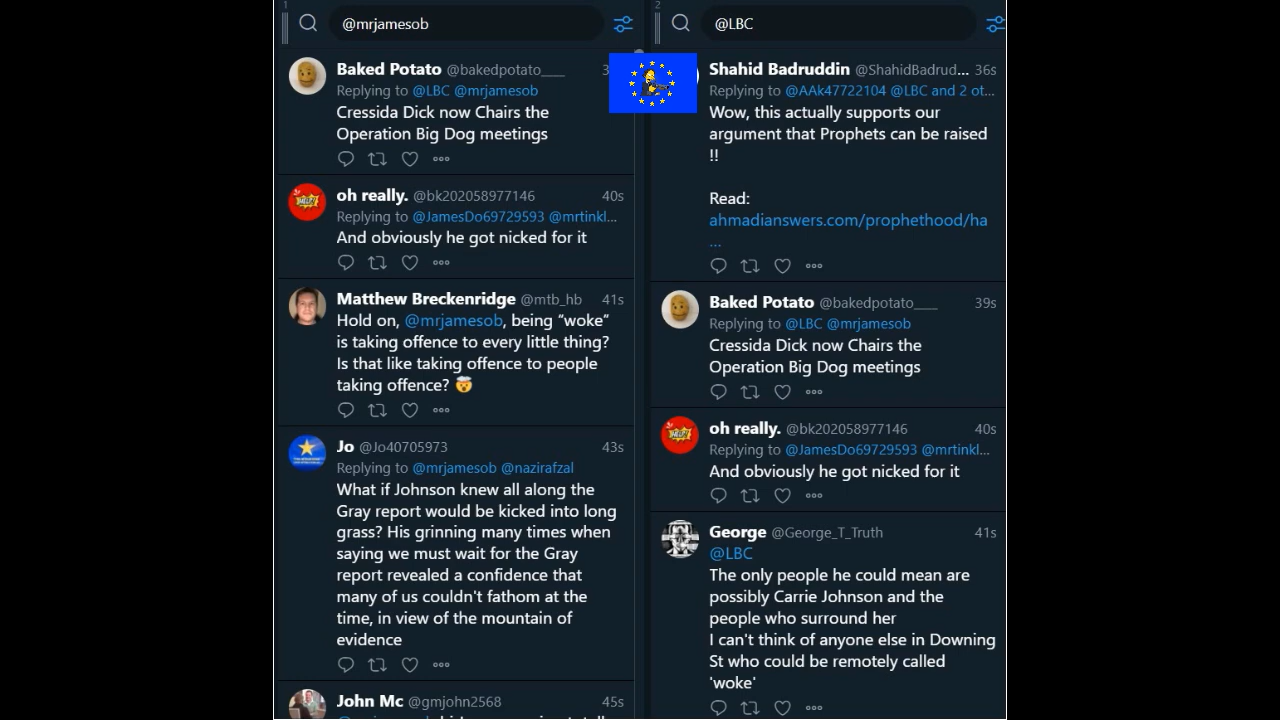 1
@mrjamesob
Baked Potato @bakedpotato____
Replying to @LBC @mrjamesob
Cressida Dick now Chairs the
Operation Big Dog meetings
oh really. @bk202058977146 40s
Replying to @JamesDo69729593 @mrtinkl...
And obviously he got nicked for it
Matthew Breckenridge @mtb_hb 41s
Hold on, @mrjamesob, being “woke”
is taking offence to every little thing?
Is that like taking offence to people
taking offence? 🤯
Jo @Jo40705973 43s
Replying to @mrjamesob @nazirafzal
What if Johnson knew all along the
Gray report would be kicked into long
grass? His grinning many times when
saying we must wait for the Gray
report revealed a confidence that
many of us couldn't fathom at the
time, in view of the mountain of
evidence
John Mc @gmjohn2568 45s
2
@LBC
Shahid Badruddin @ShahidBadrud... 36s
Replying to @AAk47722104 @LBC and 2 ot...
Wow, this actually supports our
argument that Prophets can be raised
!!
Read:
ahmadianswers.com/prophethood/ha
...
Baked Potato @bakedpotato____ 39s
Replying to @LBC @mrjamesob
Cressida Dick now Chairs the
Operation Big Dog meetings
oh really. @bk202058977146 40s
Replying to @JamesDo69729593 @mrtinkl...
And obviously he got nicked for it
George @George_T_Truth 41s
@LBC
The only people he could mean are
possibly Carrie Johnson and the
people who surround her
I can't think of anyone else in Downing
St who could be remotely called
'woke'